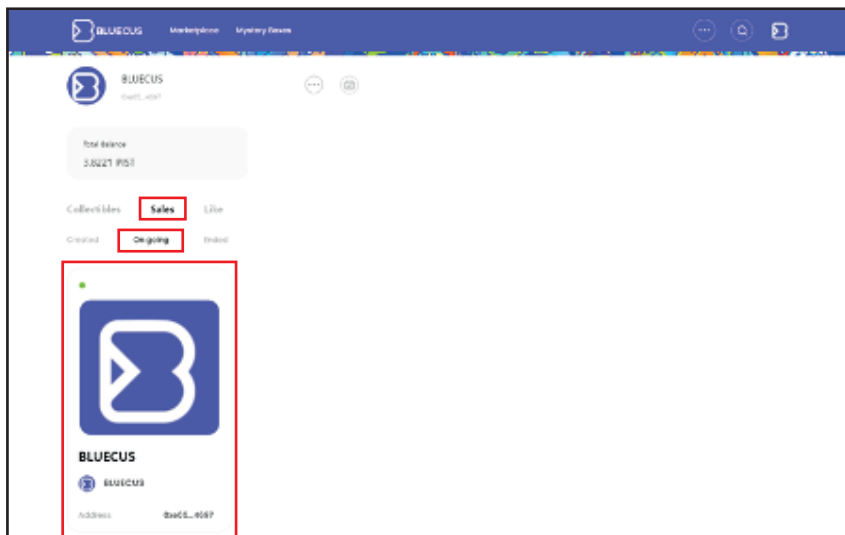 BLUECUS Marketplace Mystery Boxes
BLUECUS
Total Balance
3.8221
Collectibles Sales Like
Created On going Ended
BLUECUS
BLUECUS
Address